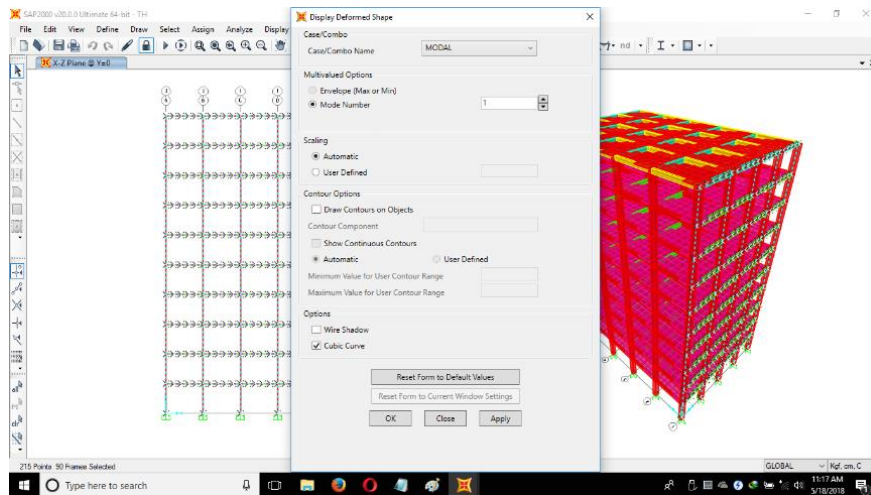 SAP2000 v20.0.0 Ultimate 64-bit - TH
File Edit View Define Draw Select Assign Analyze Display
X-Z Plane @ Y=0
nd
Display Deformed Shape
Case/Combo
Case/Combo Name MODAL
Multivalued Options
Envelope (Max or Min)
Mode Number 1
Scaling
Automatic
User Defined
Contour Options
Draw Contours on Objects
Contour Component
Show Continuous Contours
Automatic User Defined
Minimum Value for User Contour Range
Maximum Value for User Contour Range
Options
Wire Shadow
Cubic Curve
Reset Form to Default Values
Reset Form to Current Window Settings
OK Close Apply
215 Points 90 Frames Selected
GLOBAL Kgf, cm, C
Type here to search
11:17 AM
5/18/2018